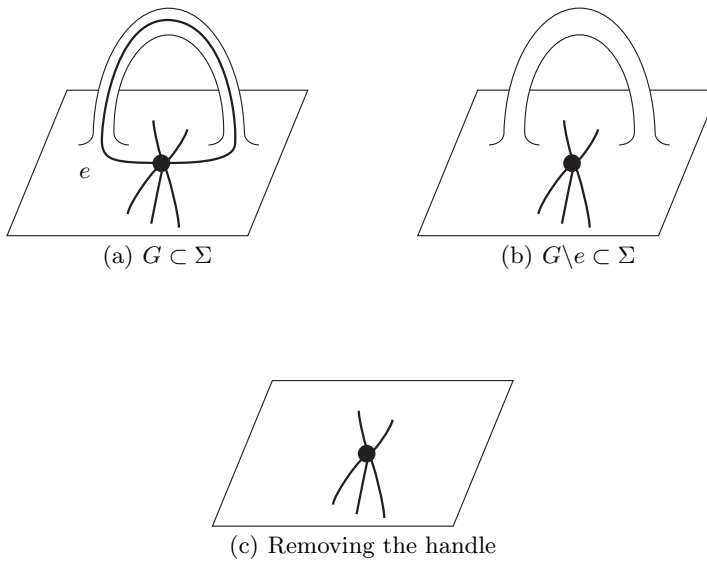 e
(a) G ⊂ Σ
(b) G\e ⊂ Σ
(c) Removing the handle